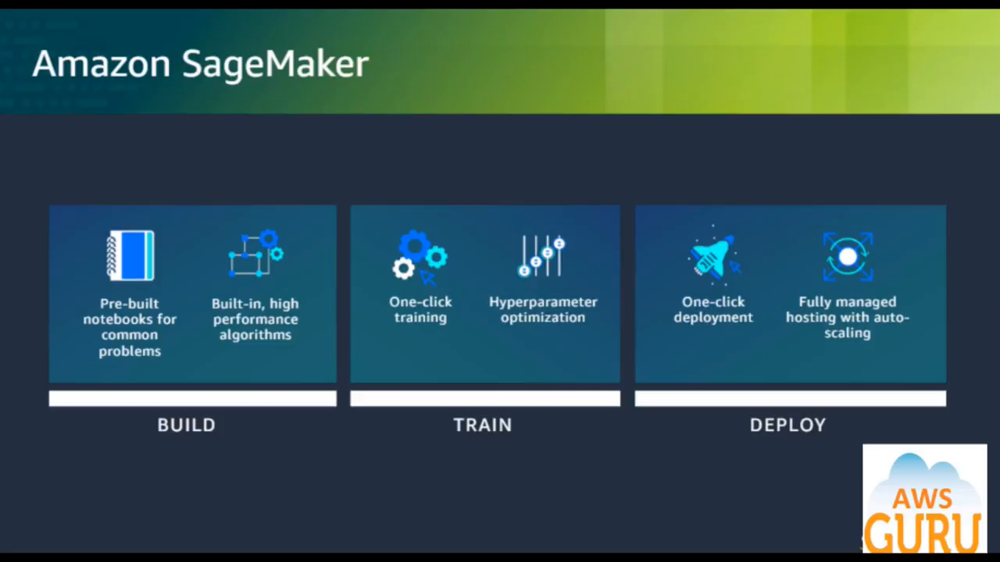 Amazon SageMaker
Pre-built
notebooks for
common
problems
Built-in, high
performance
algorithms
One-click
training
Hyperparameter
optimization
One-click
deployment
Fully managed
hosting with auto-
scaling
BUILD
TRAIN
DEPLOY
AWS
GURU